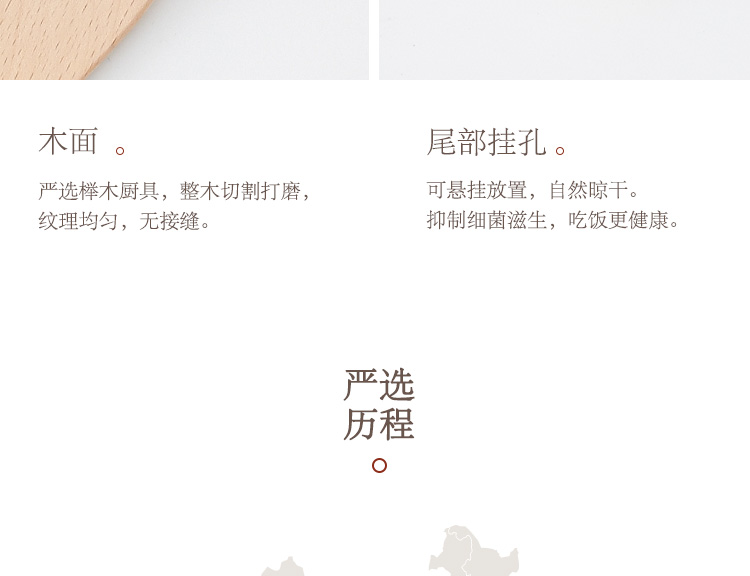 木面
严选榉木厨具，整木切割打磨，
纹理均匀，无接缝。
尾部挂孔
可悬挂放置，自然晾干。
抑制细菌滋生，吃饭更健康。
严选
历程